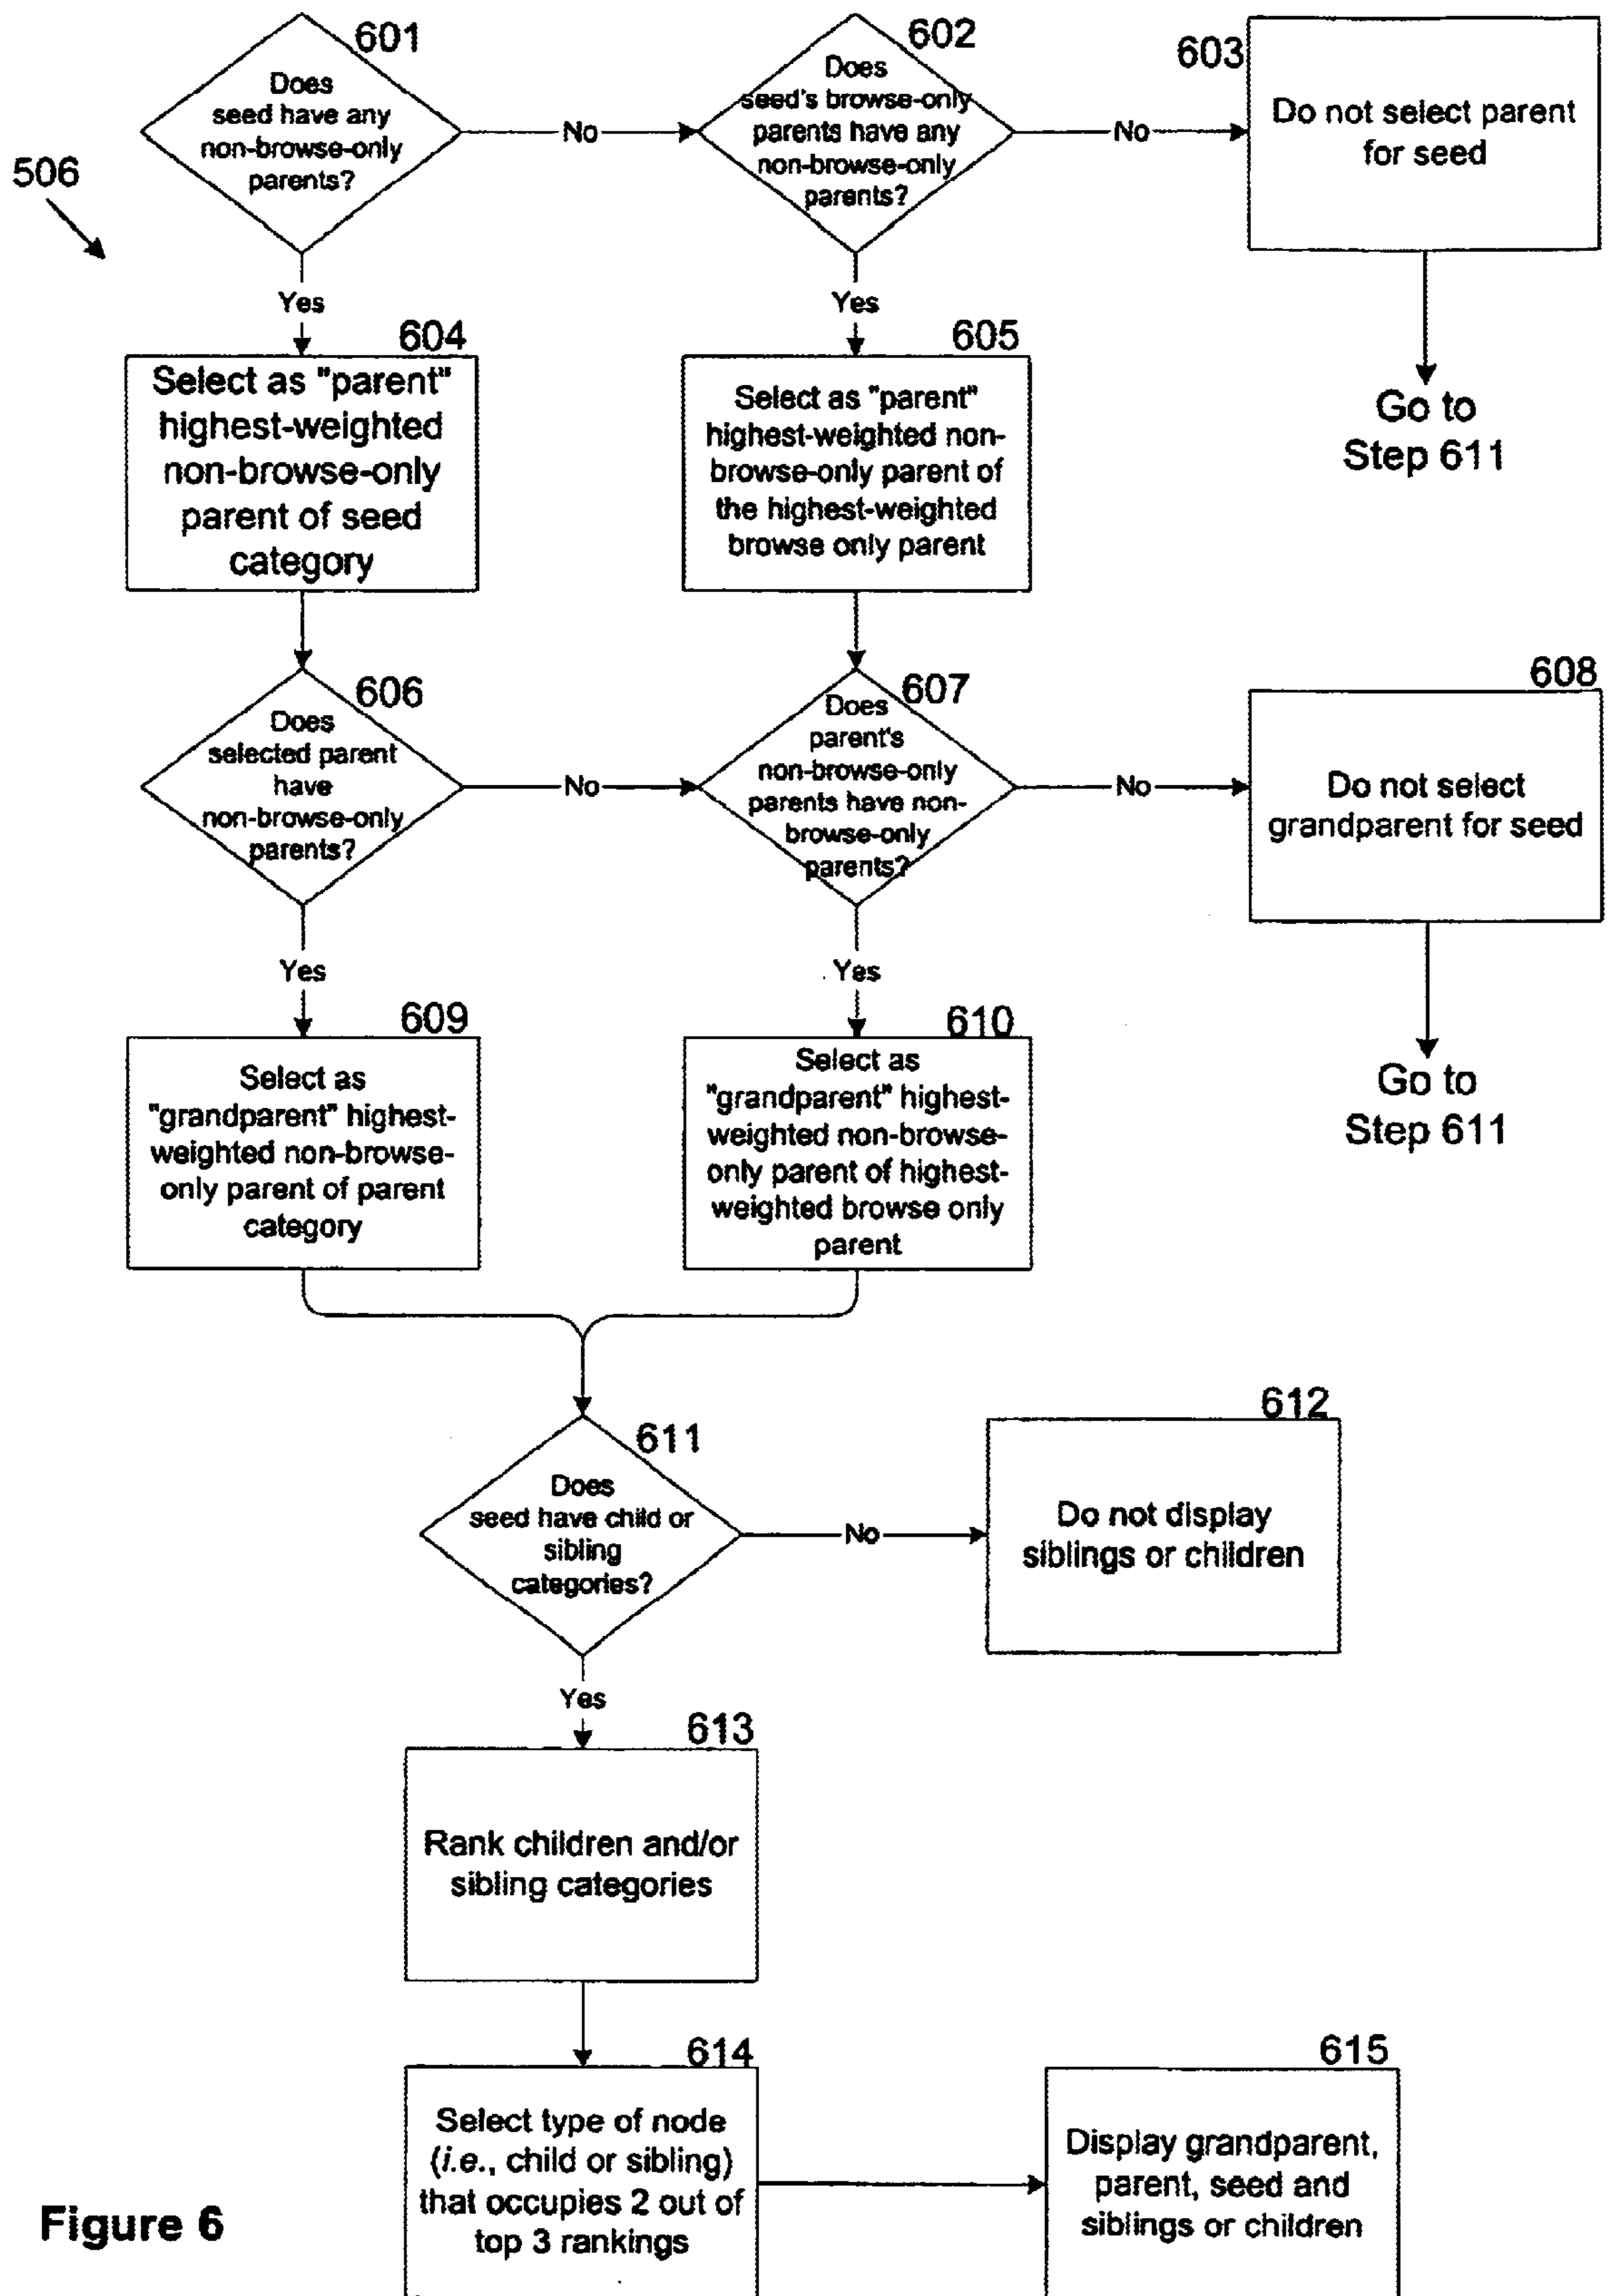 601
Does
seed have any
non-browse-only
parents?
No
602
Does
seed's browse-only
parents have any
non-browse-only
parents?
No
603
Do not select parent
for seed
506
Yes
Yes
Go to
Step 611
604
Select as "parent"
highest-weighted
non-browse-only
parent of seed
category
605
Select as "parent"
highest-weighted non-
browse-only parent of
the highest-weighted
browse only parent
606
Does
selected parent
have
non-browse-only
parents?
No
607
Does
parent's
non-browse-only
parents have non-
browse-only
parents?
No
608
Do not select
grandparent for seed
Yes
Yes
Go to
Step 611
609
Select as
"grandparent" highest-
weighted non-browse-
only parent of parent
category
610
Select as
"grandparent" highest-
weighted non-browse-
only parent of highest-
weighted browse only
parent
611
Does
seed have child or
sibling
categories?
No
612
Do not display
siblings or children
Yes
613
Rank children and/or
sibling categories
614
Select type of node
(i.e., child or sibling)
that occupies 2 out of
top 3 rankings
615
Display grandparent,
parent, seed and
siblings or children
Figure 6